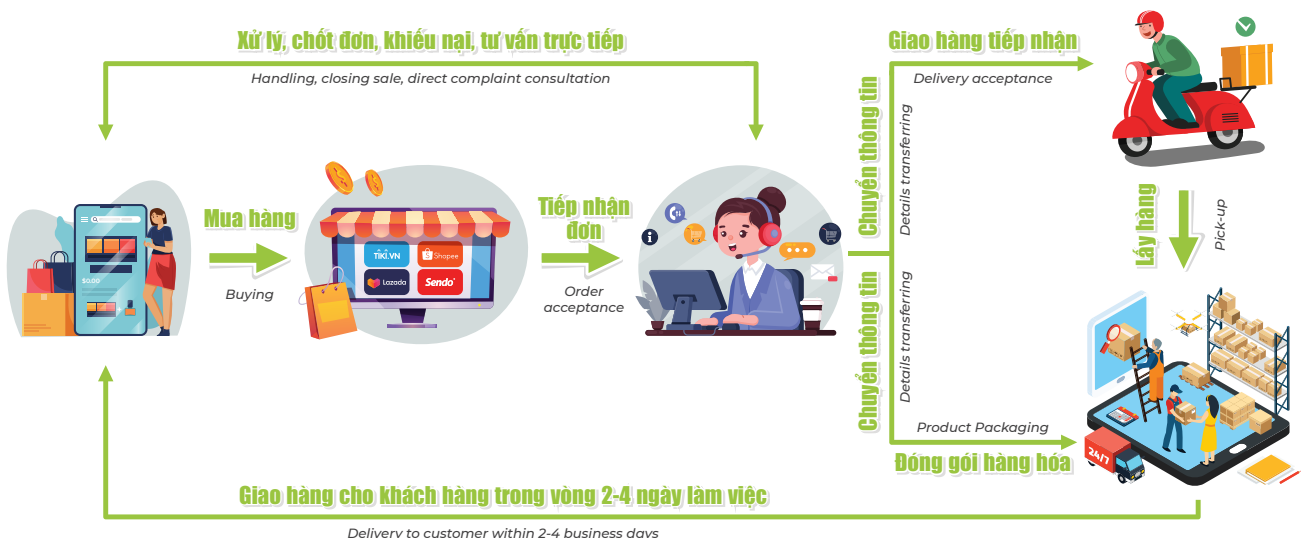 Xử lý, chốt đơn, khiếu nại, tư vấn trực tiếp
Handling, closing sale, direct complaint consultation
Giao hàng tiếp nhận
Delivery acceptance
Chuyển thông tin
Details transferring
Mua hàng
Buying
$0.00
TIKI.VN
Shopee
Lazada
Sendo
Tiếp nhận
đơn
Order
acceptance
Lấy hàng
Pick-up
Chuyển thông tin
Details transferring
Product Packaging
Đóng gói hàng hóa
24/7
Giao hàng cho khách hàng trong vòng 2-4 ngày làm việc
Delivery to customer within 2-4 business days